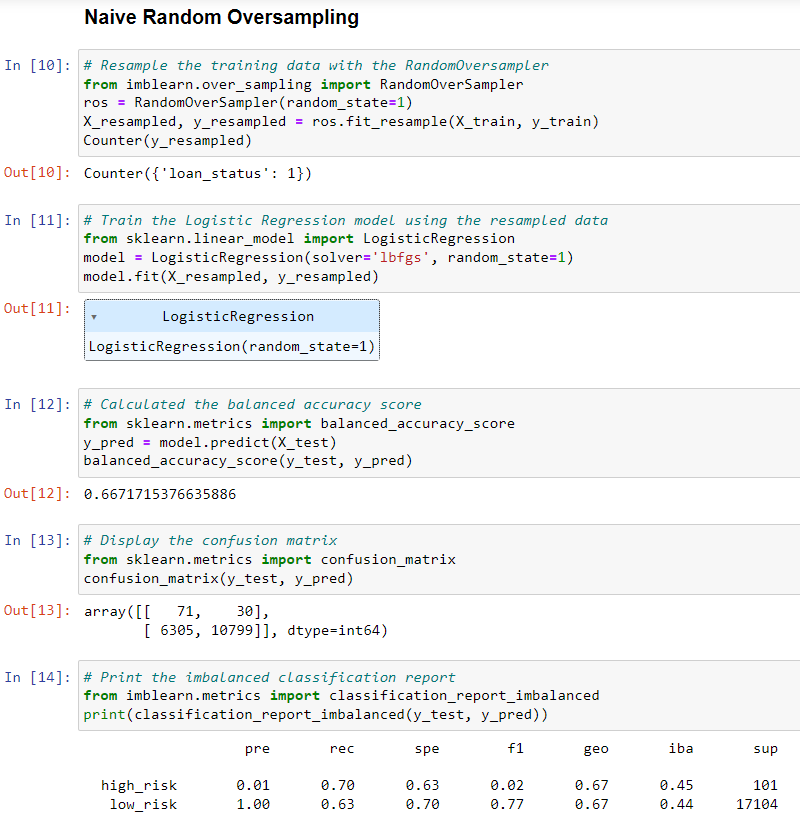 Naive Random Oversampling
In [10]: # Resample the training data with the RandomOversampler
from imblearn.over_sampling import RandomOverSampler
ros = RandomOverSampler(random_state=1)
X_resampled, y_resampled = ros.fit_resample(X_train, y_train)
Counter(y_resampled)
Out[10]: Counter({'loan_status': 1})
In [11]: # Train the Logistic Regression model using the resampled data
from sklearn.linear_model import LogisticRegression
model = LogisticRegression(solver='lbfgs', random_state=1)
model.fit(X_resampled, y_resampled)
Out[11]: ▾ LogisticRegression
LogisticRegression(random_state=1)
In [12]: # Calculated the balanced accuracy score
from sklearn.metrics import balanced_accuracy_score
y_pred = model.predict(X_test)
balanced_accuracy_score(y_test, y_pred)
Out[12]: 0.6671715376635886
In [13]: # Display the confusion matrix
from sklearn.metrics import confusion_matrix
confusion_matrix(y_test, y_pred)
Out[13]: array([[   71,    30],
[ 6305, 10799]], dtype=int64)
In [14]: # Print the imbalanced classification report
from imblearn.metrics import classification_report_imbalanced
print(classification_report_imbalanced(y_test, y_pred))
pre rec spe f1 geo iba sup
high_risk 0.01 0.70 0.63 0.02 0.67 0.45 101
low_risk 1.00 0.63 0.70 0.77 0.67 0.44 17104